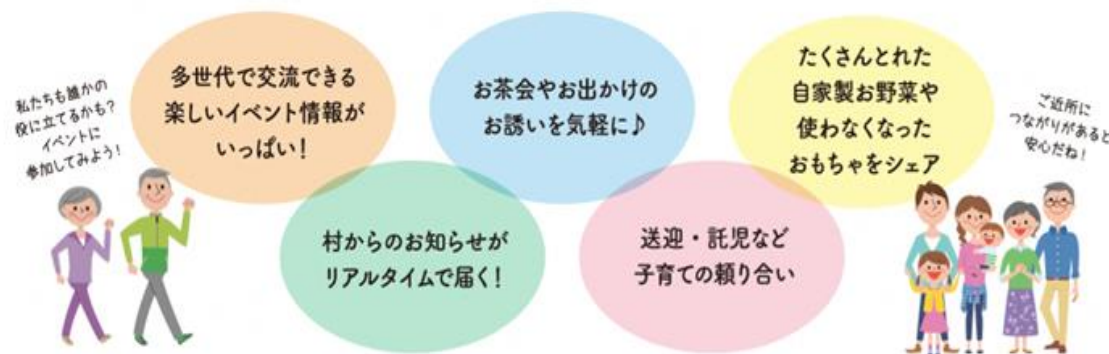 私たちも誰かの
役に立てるかも？
イベントに
参加してみよう！
多世代で交流できる
楽しいイベント情報が
いっぱい！
お茶会やお出かけの
お誘いを気軽に♪
たくさんとれた
自家製お野菜や
使わなくなった
おもちゃをシェア
ご近所に
つながりがあると
安心だね！
村からのお知らせが
リアルタイムで届く！
送迎・託児など
子育ての頼り合い